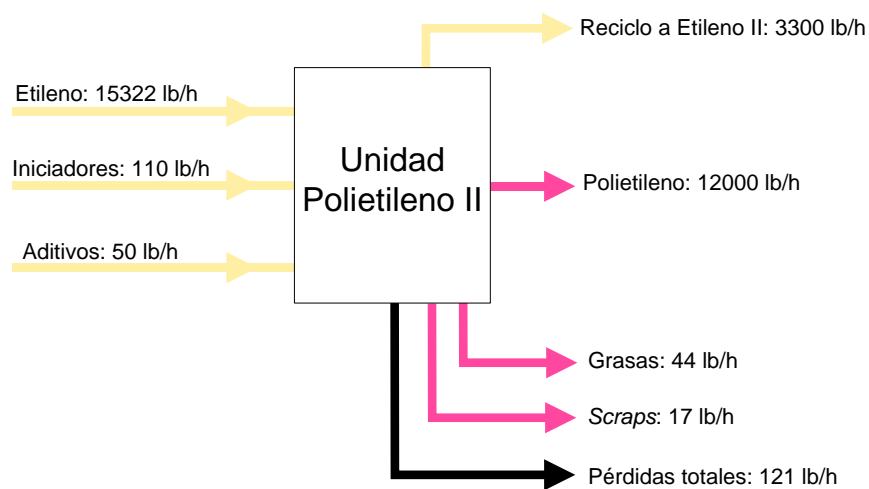 Reciclo a Etileno II: 3300 lb/h
Etileno: 15322 lb/h
Unidad
Polietileno II
Iniciadores: 110 lb/h
Polietileno: 12000 lb/h
Aditivos: 50 lb/h
Grasas: 44 lb/h
Scraps: 17 lb/h
Pérdidas totales: 121 lb/h